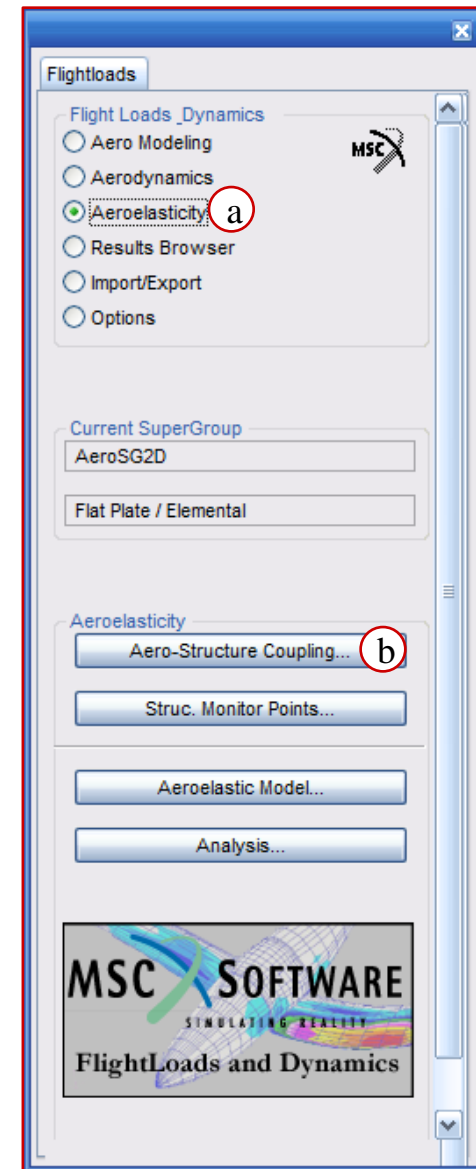 Flightloads
Flight Loads _Dynamics
Aero Modeling
MSC
Aerodynamics
Aeroelasticity a
Results Browser
Import/Export
Options
Current SuperGroup
AeroSG2D
Flat Plate / Elemental
Aeroelasticity
Aero-Structure Coupling... b
Struc. Monitor Points...
Aeroelastic Model...
Analysis...
MSC SOFTWARE
SIMULATING REALITY
FlightLoads and Dynamics